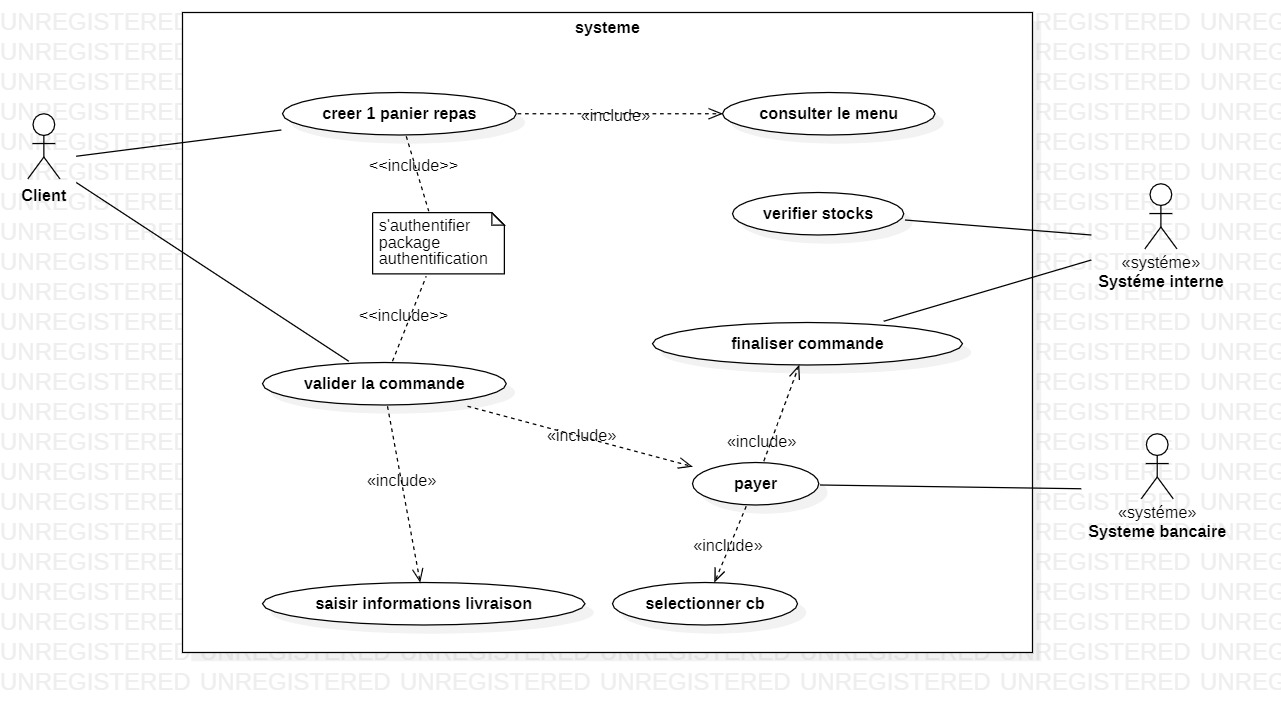 systeme
creer 1 panier repas
«include»
consulter le menu
<<include>>
Client
verifier stocks
s'authentifier
package
authentification
«systéme»
Systéme interne
<<include>>
finaliser commande
valider la commande
«include»
«include»
«include»
payer
«systéme»
Systeme bancaire
«include»
saisir informations livraison
selectionner cb
UNREGISTERED UNREGISTERED UNREGISTERED UNREGISTERED UNREGISTERED UNREGISTERED